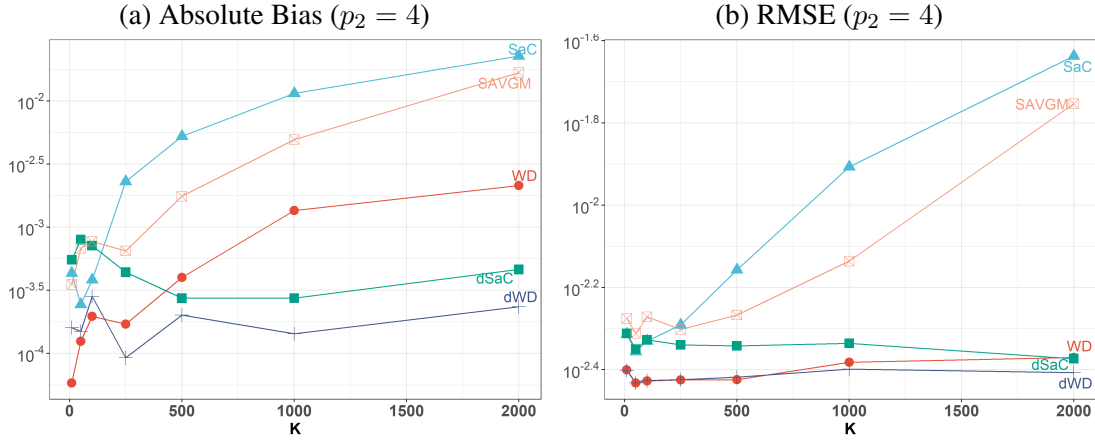 (a) Absolute Bias (p₂ = 4)
SaC
SAVGM
WD
dSaC
dWD
10⁻²
10⁻²·⁵
10⁻³
10⁻³·⁵
10⁻⁴
0 500 1000 1500 2000
K
(b) RMSE (p₂ = 4)
10⁻¹·⁶
SaC
SAVGM
WD
dSaC
dWD
10⁻¹·⁸
10⁻²
10⁻²·²
10⁻²·⁴
0 500 1000 1500 2000
K